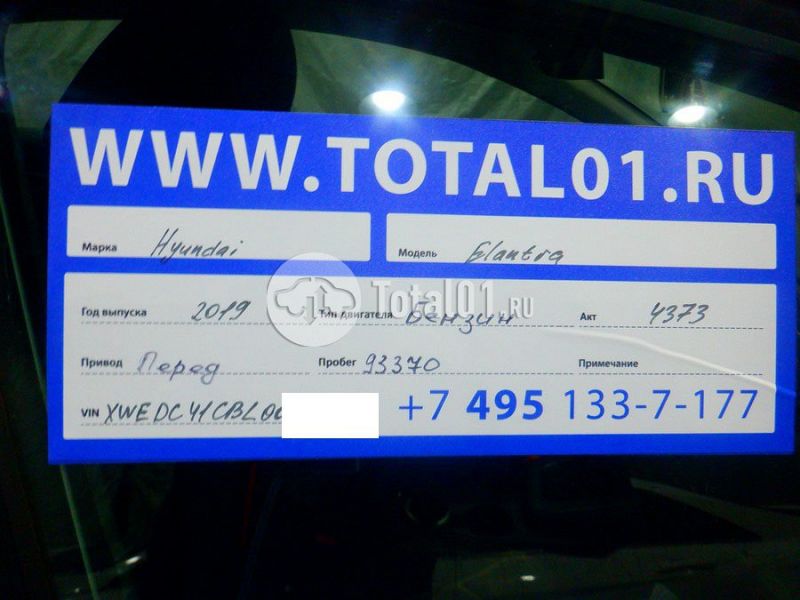 WWW.TOTAL01.RU
Марка Hyundai Модель Elantra
Total01.RU
Год выпуска 2019 Тип двигателя Бензин Акт 4373
Привод Перед Пробег 93370 Примечание
VIN XWEDC41CBL0 +7 495 133-7-177